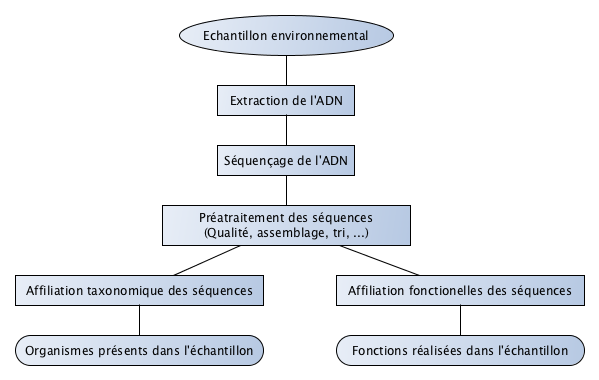 Echantillon environnemental
Extraction de l'ADN
Séquençage de l'ADN
Préatraitement des séquences
(Qualité, assemblage, tri, ...)
Affiliation taxonomique des séquences
Affiliation fonctionelles des séquences
Organismes présents dans l'échantillon
Fonctions réalisées dans l'échantillon